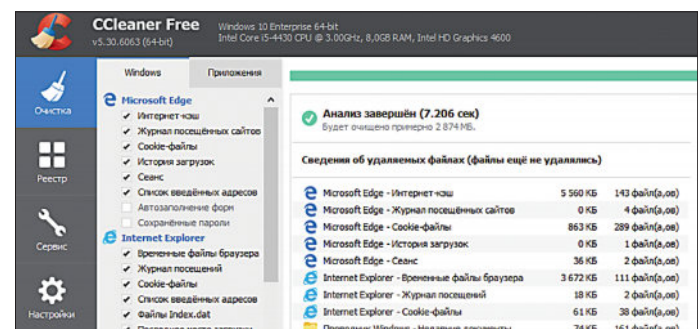 CCleaner Free
Windows 10 Enterprise 64-bit
v5.30.6063 (64-bit)
Intel Core i5-4430 CPU @ 3.00GHz, 8,0GB RAM, Intel HD Graphics 4600
Очистка
Реестр
Сервис
Настройки
Windows
Приложения
Microsoft Edge
Интернет-кэш
Журнал посещённых сайтов
Cookie-файлы
История загрузок
Сеанс
Список введённых адресов
Автозаполнение форм
Сохранённые пароли
Internet Explorer
Временные файлы браузера
Журнал посещений
Cookie-файлы
Список введённых адресов
Файлы Index.dat
Анализ завершён (7.206 сек)
Будет очищено примерно 2 874 МБ.
Сведения об удаляемых файлах (файлы ещё не удалялись)
Microsoft Edge - Интернет-кэш 5 560 КБ 143 файл(а,ов)
Microsoft Edge - Журнал посещённых сайтов 0 КБ 4 файл(а,ов)
Microsoft Edge - Cookie-файлы 863 КБ 289 файл(а,ов)
Microsoft Edge - История загрузок 0 КБ 1 файл(а,ов)
Microsoft Edge - Сеанс 36 КБ 2 файл(а,ов)
Internet Explorer - Временные файлы браузера 3 672 КБ 111 файл(а,ов)
Internet Explorer - Журнал посещений 18 КБ 2 файл(а,ов)
Internet Explorer - Cookie-файлы 61 КБ 38 файл(а,ов)